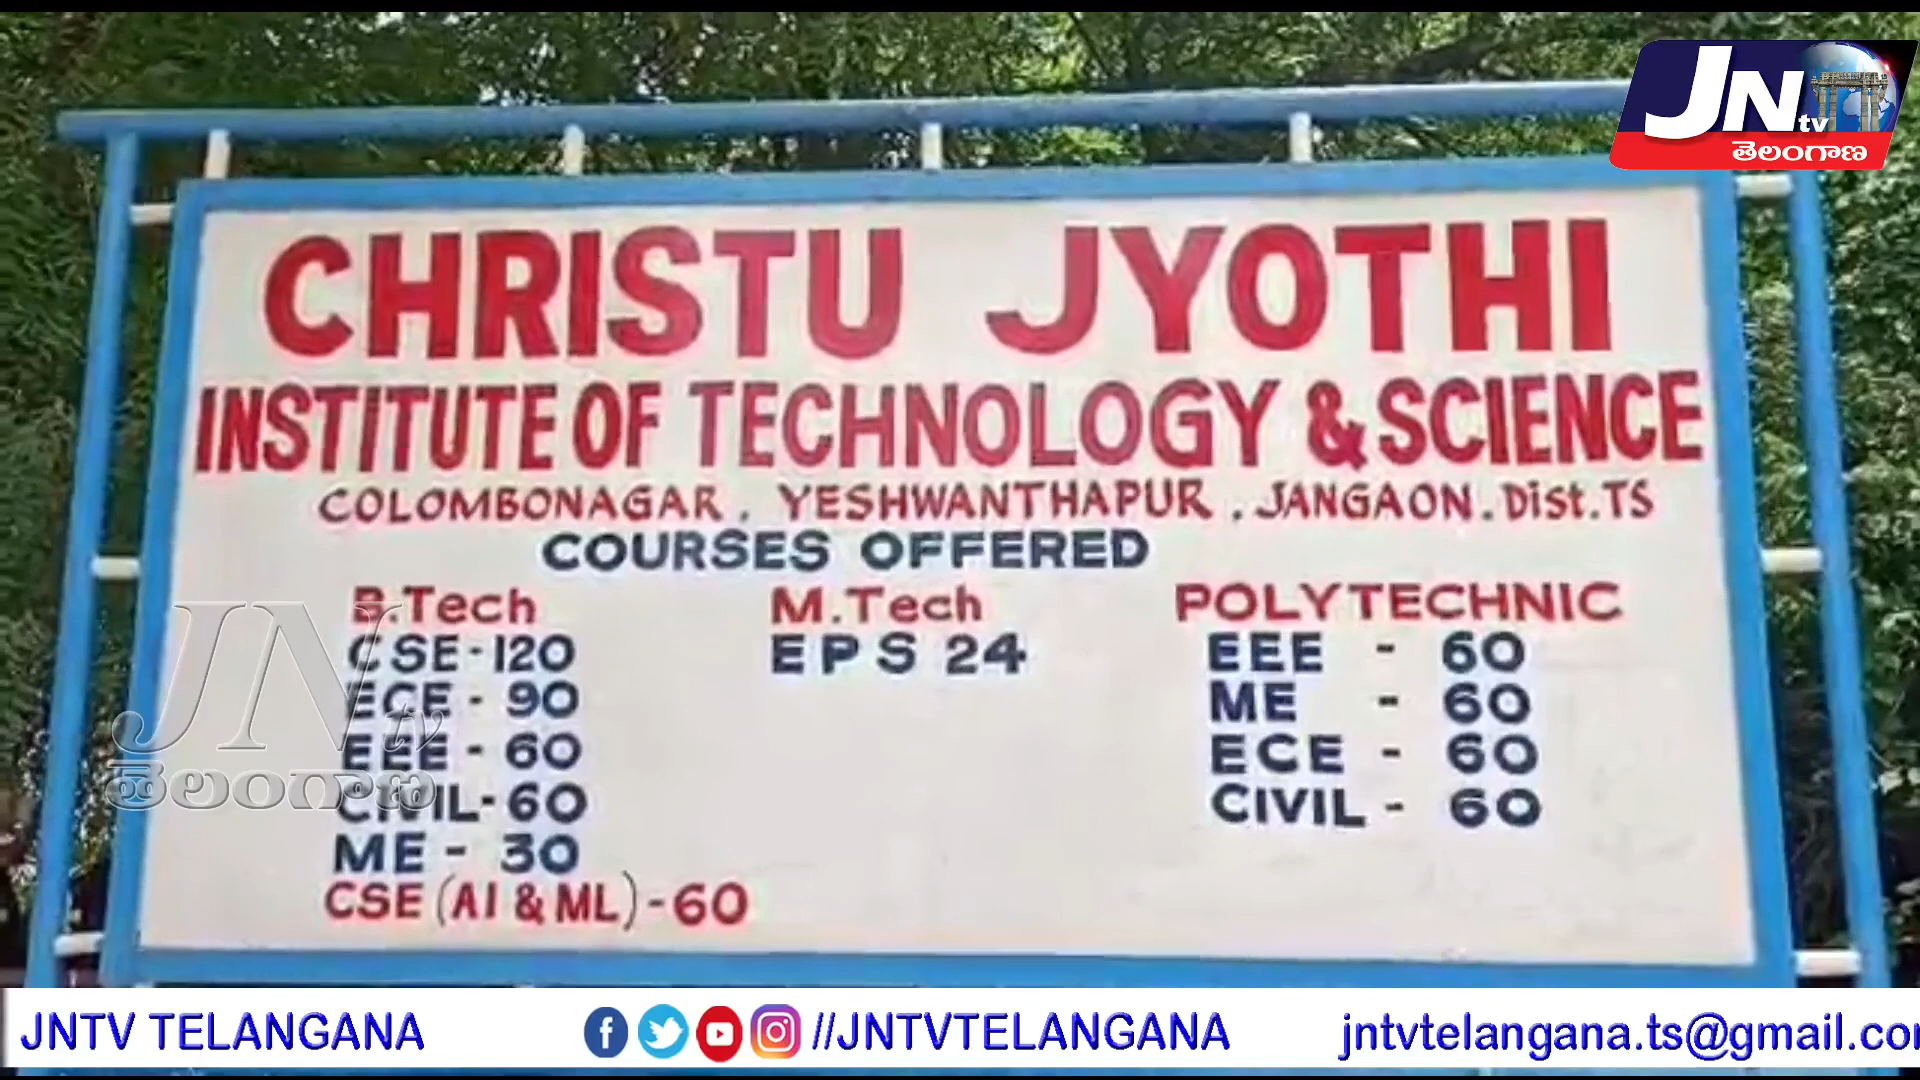 JNtv
తెలంగాణ
CHRISTU JYOTHI
INSTITUTE OF TECHNOLOGY & SCIENCE
COLOMBONAGAR, YESHWANTHAPUR, JANGAON. Dist. TS
COURSES OFFERED
B.Tech
CSE - 120
ECE - 90
EEE - 60
CIVIL - 60
ME - 30
CSE (AI & ML) - 60
M.Tech
EPS 24
POLYTECHNIC
EEE - 60
ME - 60
ECE - 60
CIVIL - 60
JNtv
తెలంగాణ
JNTV TELANGANA
//JNTVTELANGANA
jntvtelangana.ts@gmail.co